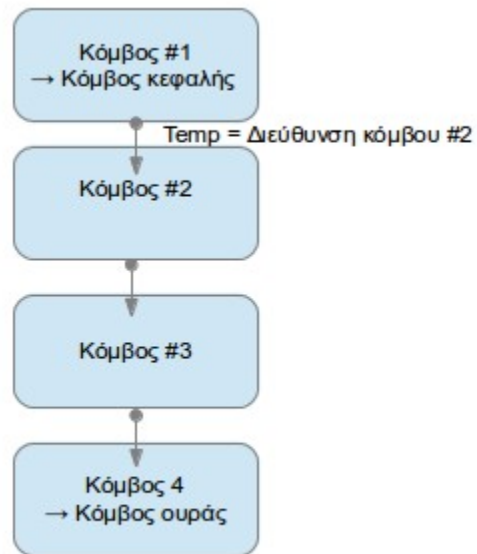 Κόμβος #1
→ Κόμβος κεφαλής
Temp = Διεύθυνση κόμβου #2
Κόμβος #2
Κόμβος #3
Κόμβος 4
→ Κόμβος ουράς